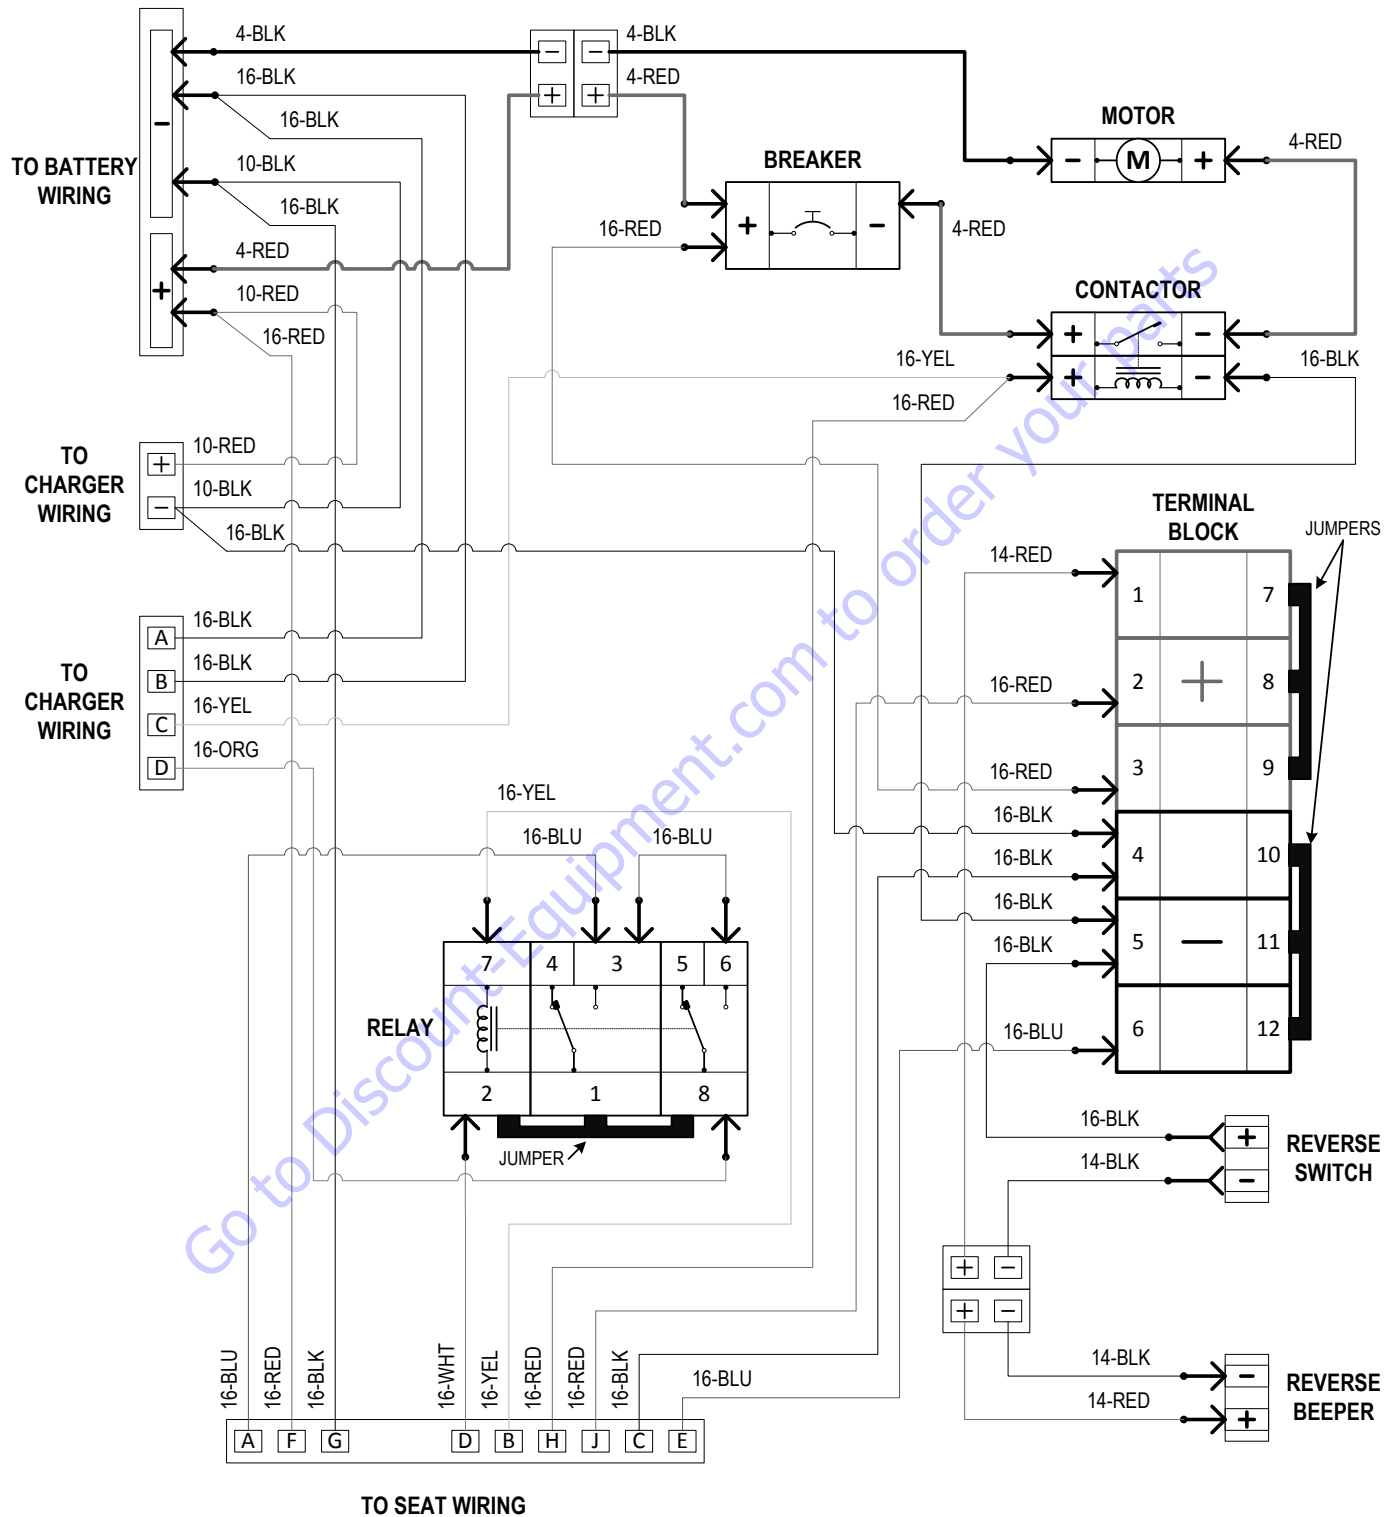 4-BLK
4-BLK
16-BLK
4-RED
16-BLK
MOTOR
4-RED
TO BATTERY
WIRING
10-BLK
BREAKER
M
16-BLK
16-RED
4-RED
4-RED
10-RED
CONTACTOR
16-RED
16-YEL
16-BLK
16-RED
TO
CHARGER
WIRING
10-RED
10-BLK
16-BLK
TERMINAL
BLOCK
JUMPERS
14-RED
1
7
TO
CHARGER
WIRING
A
16-BLK
B
16-BLK
C
16-YEL
D
16-ORG
16-RED
2
8
16-RED
3
9
16-YEL
16-BLU
16-BLU
16-BLK
4
10
16-BLK
16-BLK
5
11
16-BLK
7
4
3
5
6
RELAY
16-BLU
6
12
2
1
8
JUMPER
16-BLK
14-BLK
REVERSE
SWITCH
14-BLK
14-RED
REVERSE
BEEPER
16-BLU
16-RED
16-BLK
16-WHT
16-YEL
16-RED
16-RED
16-BLK
16-BLU
A
F
G
D
B
H
J
C
E
TO SEAT WIRING
Go to Discount-Equipment.com to order your parts